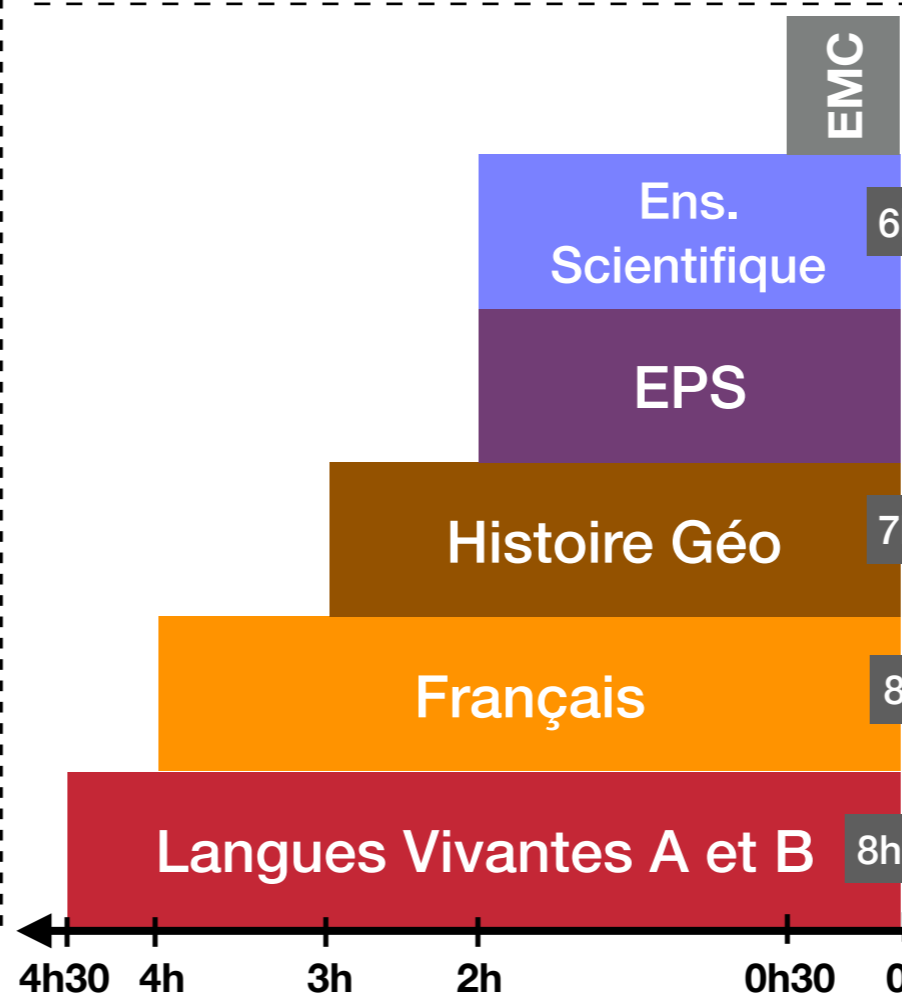 EMC
Ens.
Scientifique
6
EPS
Histoire Géo
7
Français
8
Langues Vivantes A et B
8h
4h30 4h 3h 2h 0h30 0